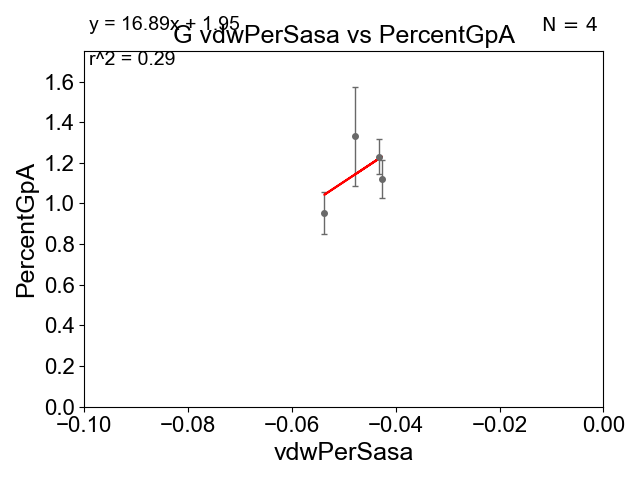 y = 16.89x + 1.95
N = 4
G vdwPerSasa vs PercentGpA
r^2 = 0.29
PercentGpA
1.6
1.4
1.2
1.0
0.8
0.6
0.4
0.2
0.0
−0.10 −0.08 −0.06 −0.04 −0.02 0.00
vdwPerSasa